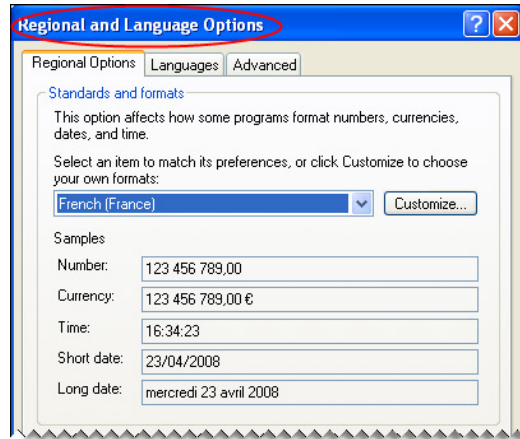 Regional and Language Options
Regional Options Languages Advanced
Standards and formats
This option affects how some programs format numbers, currencies,
dates, and time.
Select an item to match its preferences, or click Customize to choose
your own formats:
French (France) Customize...
Samples
Number: 123 456 789,00
Currency: 123 456 789,00 €
Time: 16:34:23
Short date: 23/04/2008
Long date: mercredi 23 avril 2008